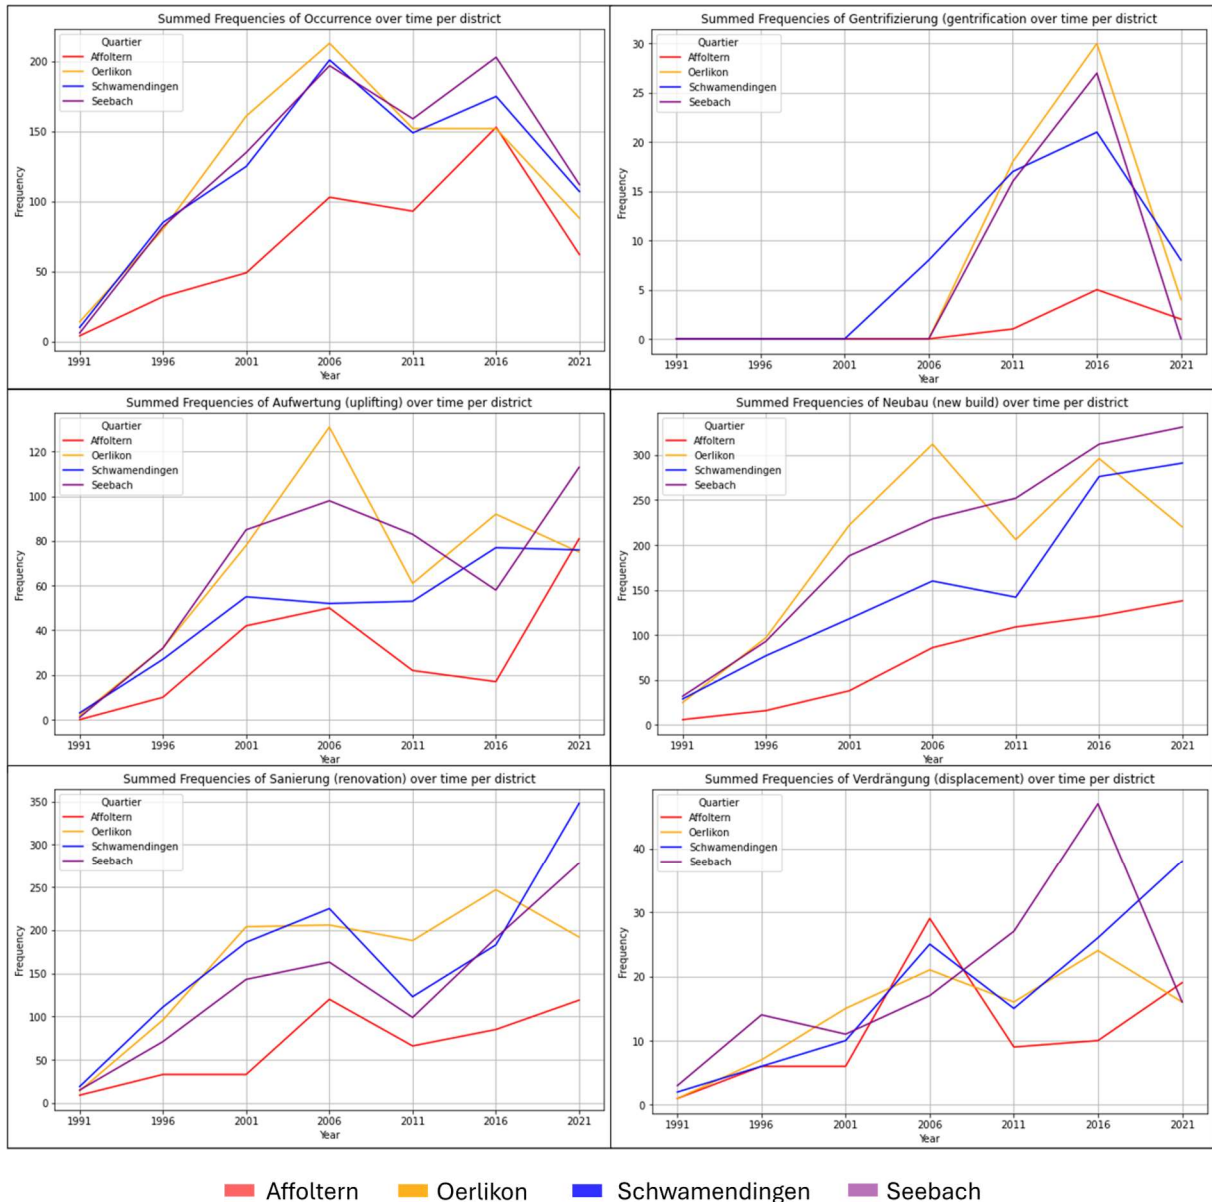 Summed Frequencies of Occurrence over time per district
Quartier
Affoltern
Oerlikon
Schwamendingen
Seebach
200
150
100
50
0
Frequency
1991 1996 2001 2006 2011 2016 2021
Year
Summed Frequencies of Gentrifizierung (gentrification over time per district
Quartier
Affoltern
Oerlikon
Schwamendingen
Seebach
30
25
20
15
10
5
0
Frequency
1991 1996 2001 2006 2011 2016 2021
Year
Summed Frequencies of Aufwertung (uplifting) over time per district
Quartier
Affoltern
Oerlikon
Schwamendingen
Seebach
120
100
80
60
40
20
0
Frequency
1991 1996 2001 2006 2011 2016 2021
Year
Summed Frequencies of Neubau (new build) over time per district
Quartier
Affoltern
Oerlikon
Schwamendingen
Seebach
300
250
200
150
100
50
0
Frequency
1991 1996 2001 2006 2011 2016 2021
Year
Summed Frequencies of Sanierung (renovation) over time per district
Quartier
Affoltern
Oerlikon
Schwamendingen
Seebach
350
300
250
200
150
100
50
0
Frequency
1991 1996 2001 2006 2011 2016 2021
Year
Summed Frequencies of Verdrängung (displacement) over time per district
Quartier
Affoltern
Oerlikon
Schwamendingen
Seebach
40
30
20
10
0
Frequency
1991 1996 2001 2006 2011 2016 2021
Year
Affoltern Oerlikon Schwamendingen Seebach